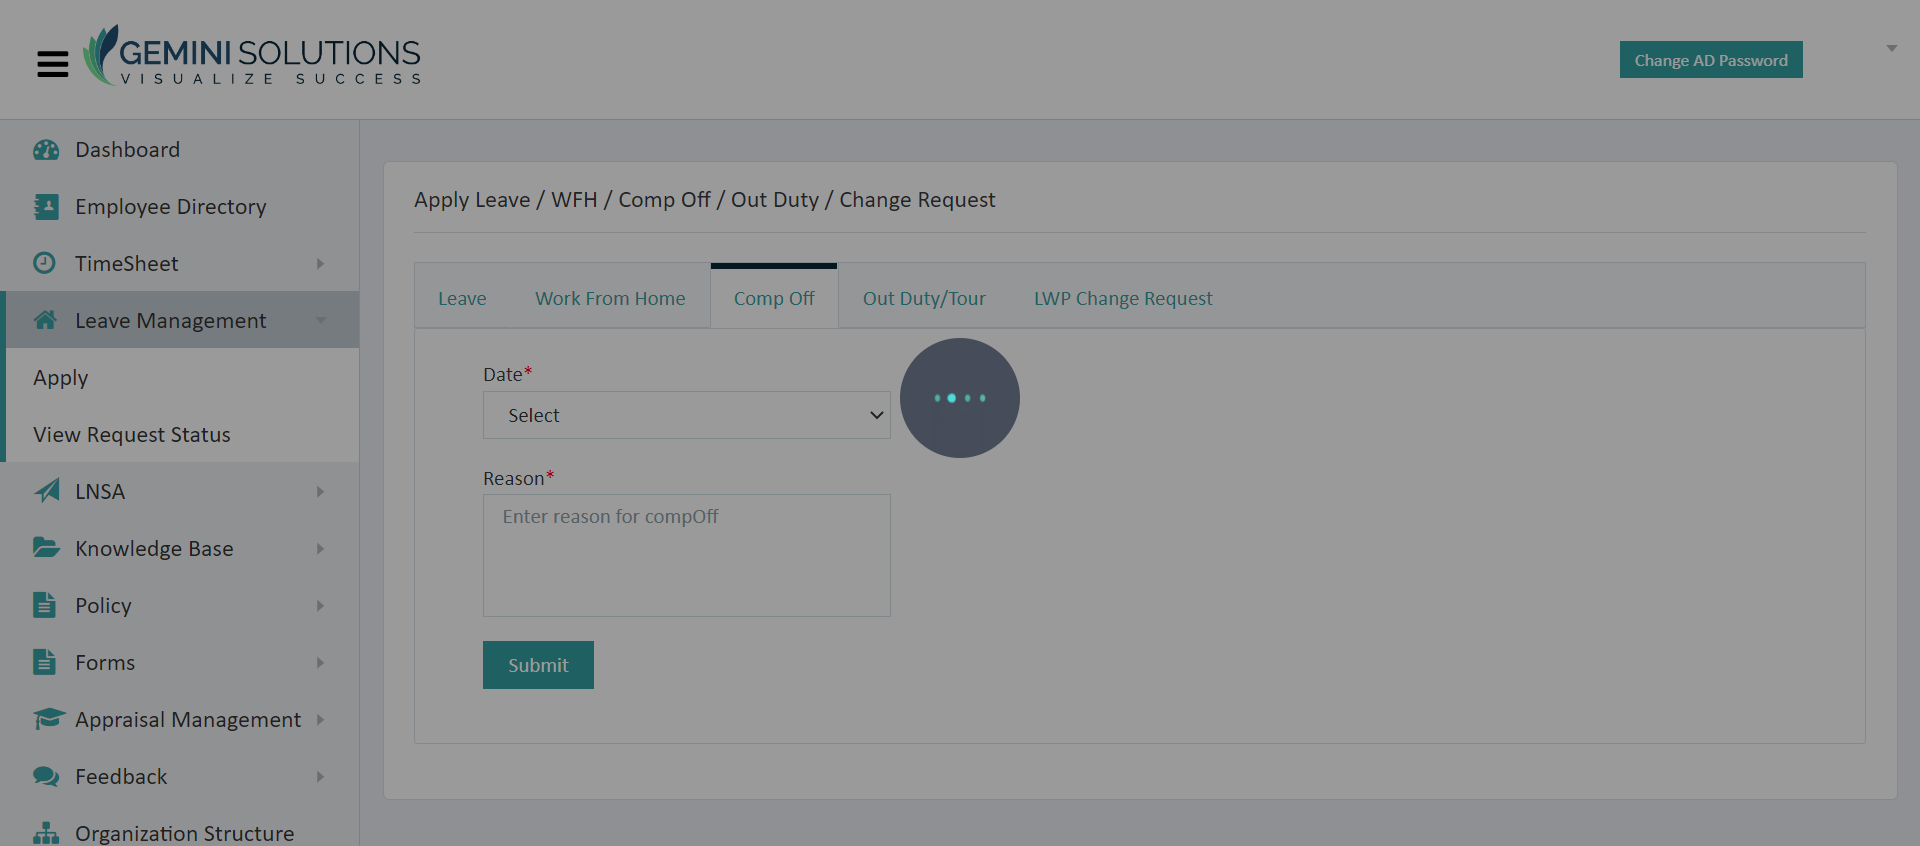 GEMINI SOLUTIONS
VISUALIZE SUCCESS
Change AD Password
Dashboard
Employee Directory
TimeSheet
Leave Management
Apply
View Request Status
LNSA
Knowledge Base
Policy
Forms
Appraisal Management
Feedback
Organization Structure
Apply Leave / WFH / Comp Off / Out Duty / Change Request
Leave Work From Home Comp Off Out Duty/Tour LWP Change Request
Date*
Select
Reason*
Enter reason for compOff
Submit